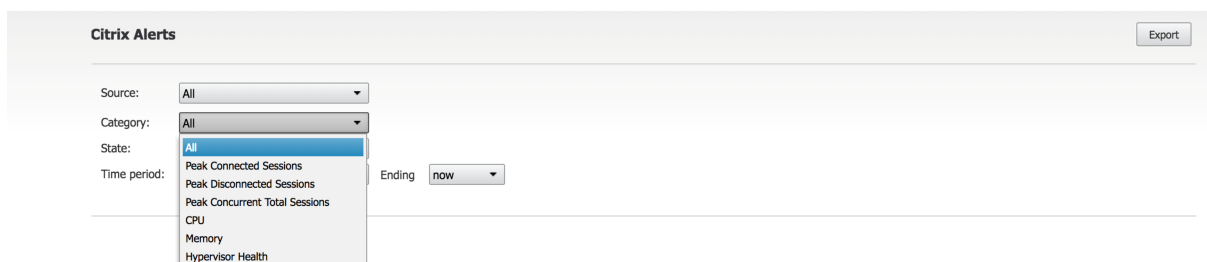 Citrix Alerts Export
Source: All
Category: All
State: All
Time period: Peak Connected Sessions Ending now
Peak Disconnected Sessions
Peak Concurrent Total Sessions
CPU
Memory
Hypervisor Health